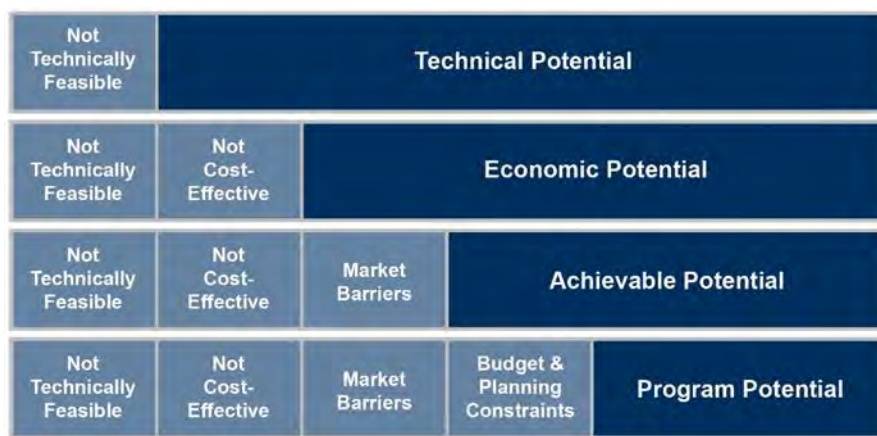 Not
Technically
Feasible
Technical Potential
Not
Technically
Feasible
Not
Cost-
Effective
Economic Potential
Not
Technically
Feasible
Not
Cost-
Effective
Market
Barriers
Achievable Potential
Not
Technically
Feasible
Not
Cost-
Effective
Market
Barriers
Budget &
Planning
Constraints
Program Potential